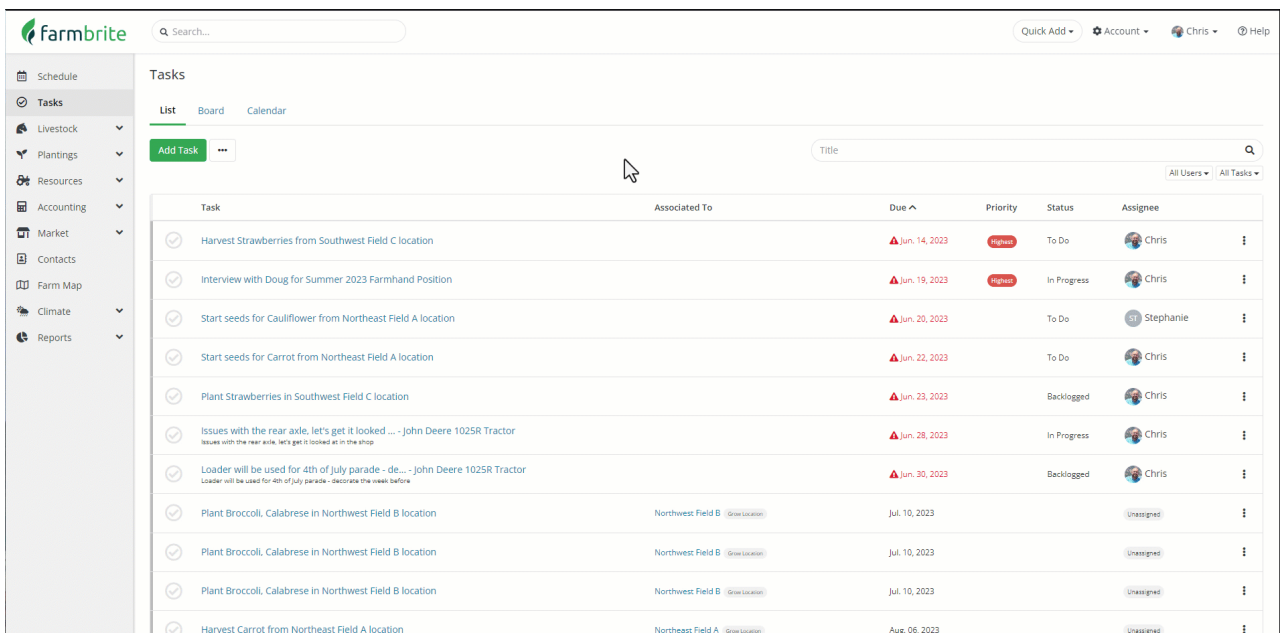 farmbrite
Search...
Quick Add
Account
Chris
Help
Schedule
Tasks
Livestock
Plantings
Resources
Accounting
Market
Contacts
Farm Map
Climate
Reports
Tasks
List Board Calendar
Add Task
Title
All Users All Tasks
Task Associated To Due Priority Status Assignee
Harvest Strawberries from Southwest Field C location Jun. 14, 2023 Highest To Do Chris
Interview with Doug for Summer 2023 Farmhand Position Jun. 19, 2023 Highest In Progress Chris
Start seeds for Cauliflower from Northeast Field A location Jun. 20, 2023 To Do ST Stephanie
Start seeds for Carrot from Northeast Field A location Jun. 22, 2023 To Do Chris
Plant Strawberries in Southwest Field C location Jun. 23, 2023 Backlogged Chris
Issues with the rear axle, let's get it looked ... - John Deere 1025R Tractor Jun. 28, 2023 In Progress Chris
Issues with the rear axle, let's get it looked at in the shop
Loader will be used for 4th of July parade - de... - John Deere 1025R Tractor Jun. 30, 2023 Backlogged Chris
Loader will be used for 4th of July parade - decorate the week before
Plant Broccoli, Calabrese in Northwest Field B location Northwest Field B Grow Location Jul. 10, 2023 Unassigned
Plant Broccoli, Calabrese in Northwest Field B location Northwest Field B Grow Location Jul. 10, 2023 Unassigned
Plant Broccoli, Calabrese in Northwest Field B location Northwest Field B Grow Location Jul. 10, 2023 Unassigned
Harvest Carrot from Northeast Field A location Northeast Field A Grow Location Aug. 06, 2023 Unassigned